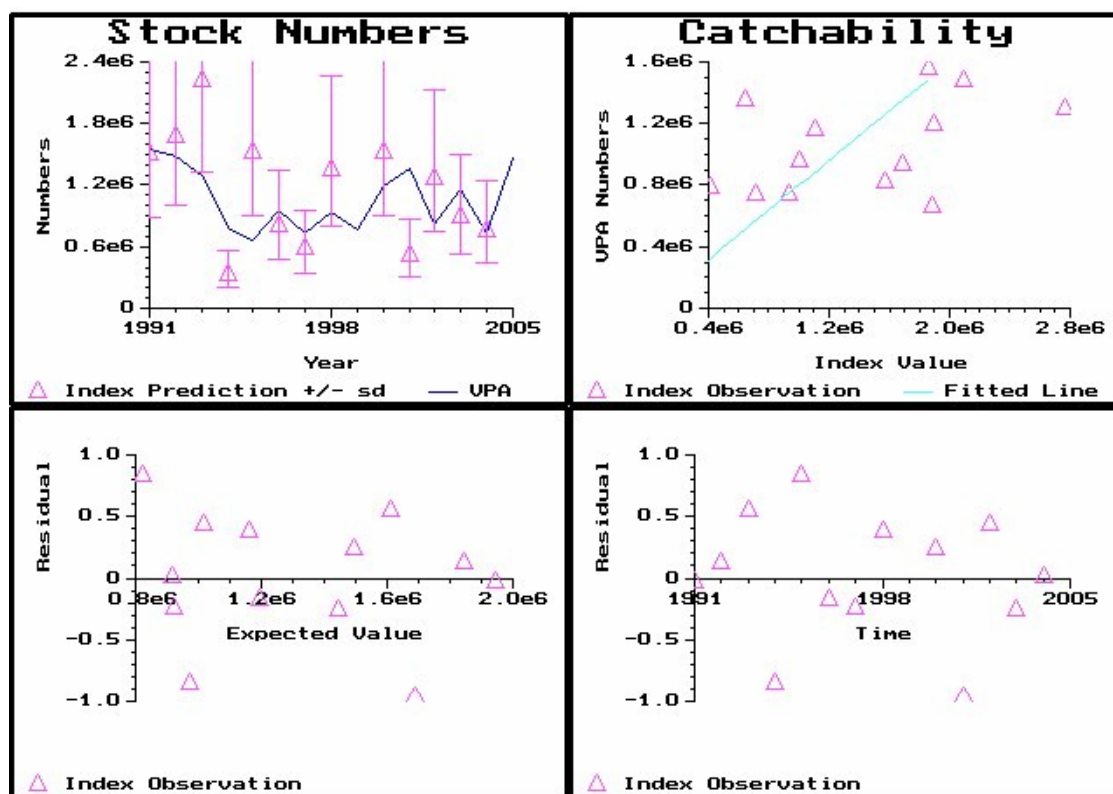 Stock Numbers
2.4e6
1.8e6
1.2e6
0.6e6
0
Numbers
1991 1998 2005
Year
Index Prediction +/- sd VPA
Catchability
1.6e6
1.2e6
0.8e6
0.4e6
0
VPA Numbers
0.4e6 1.2e6 2.0e6 2.8e6
Index Value
Index Observation Fitted Line
1.0
0.5
0
-0.5
-1.0
Residual
0.8e6 1.2e6 1.6e6 2.0e6
Expected Value
Index Observation
1.0
0.5
0
-0.5
-1.0
Residual
1991 1998 2005
Time
Index Observation